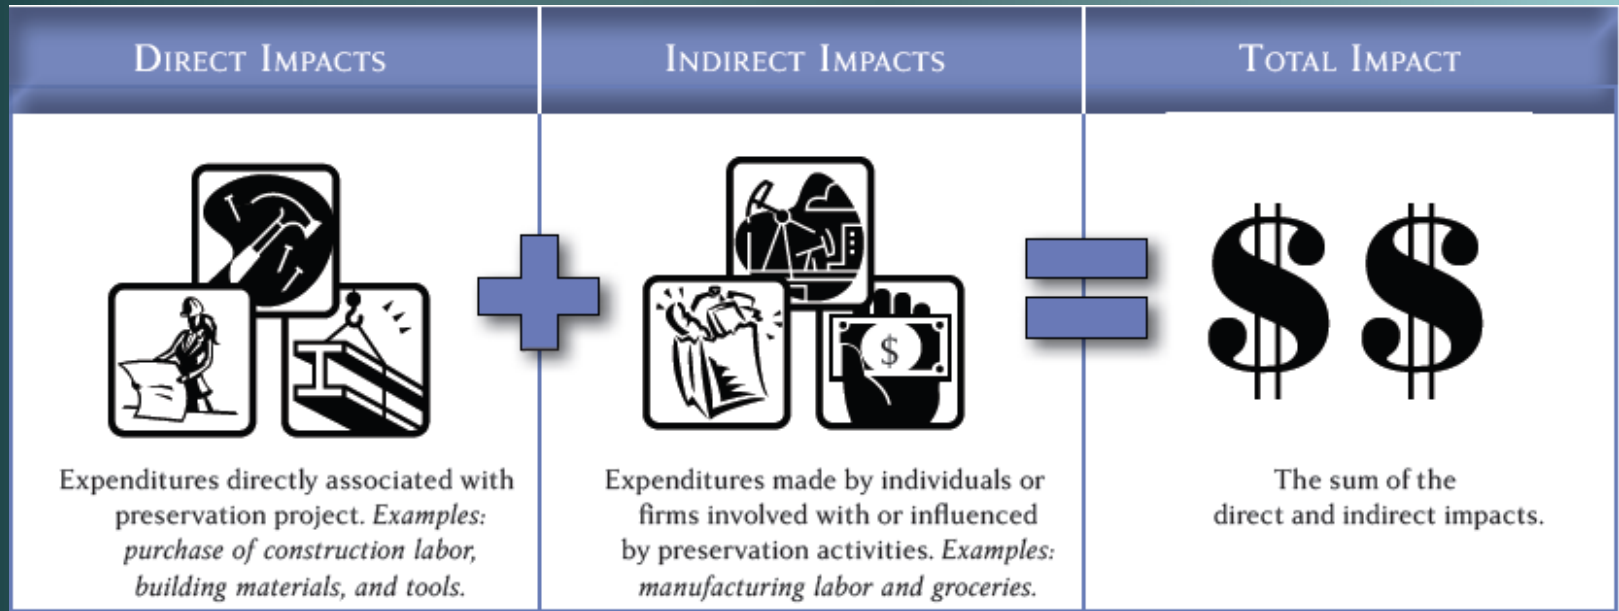 DIRECT IMPACTS
INDIRECT IMPACTS
TOTAL IMPACT
$
$ $
Expenditures directly associated with
preservation project. Examples:
purchase of construction labor,
building materials, and tools.
Expenditures made by individuals or
firms involved with or influenced
by preservation activities. Examples:
manufacturing labor and groceries.
The sum of the
direct and indirect impacts.